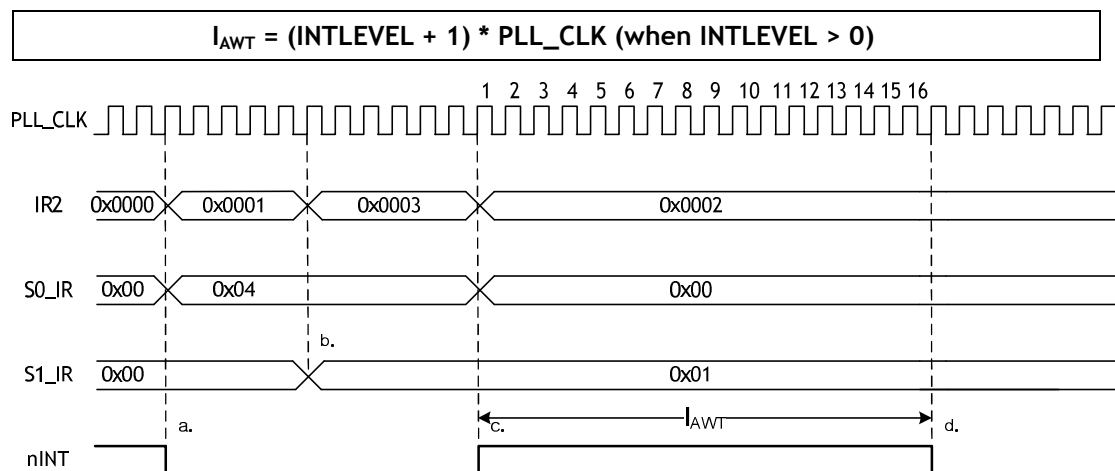 I_AWT = (INTLEVEL + 1) * PLL_CLK (when INTLEVEL > 0)
1 2 3 4 5 6 7 8 9 10 11 12 13 14 15 16
PLL_CLK
IR2 0x0000 0x0001 0x0003 0x0002
S0_IR 0x00 0x04 0x00
b.
S1_IR 0x00 0x01
a. c. I_AWT d.
nINT